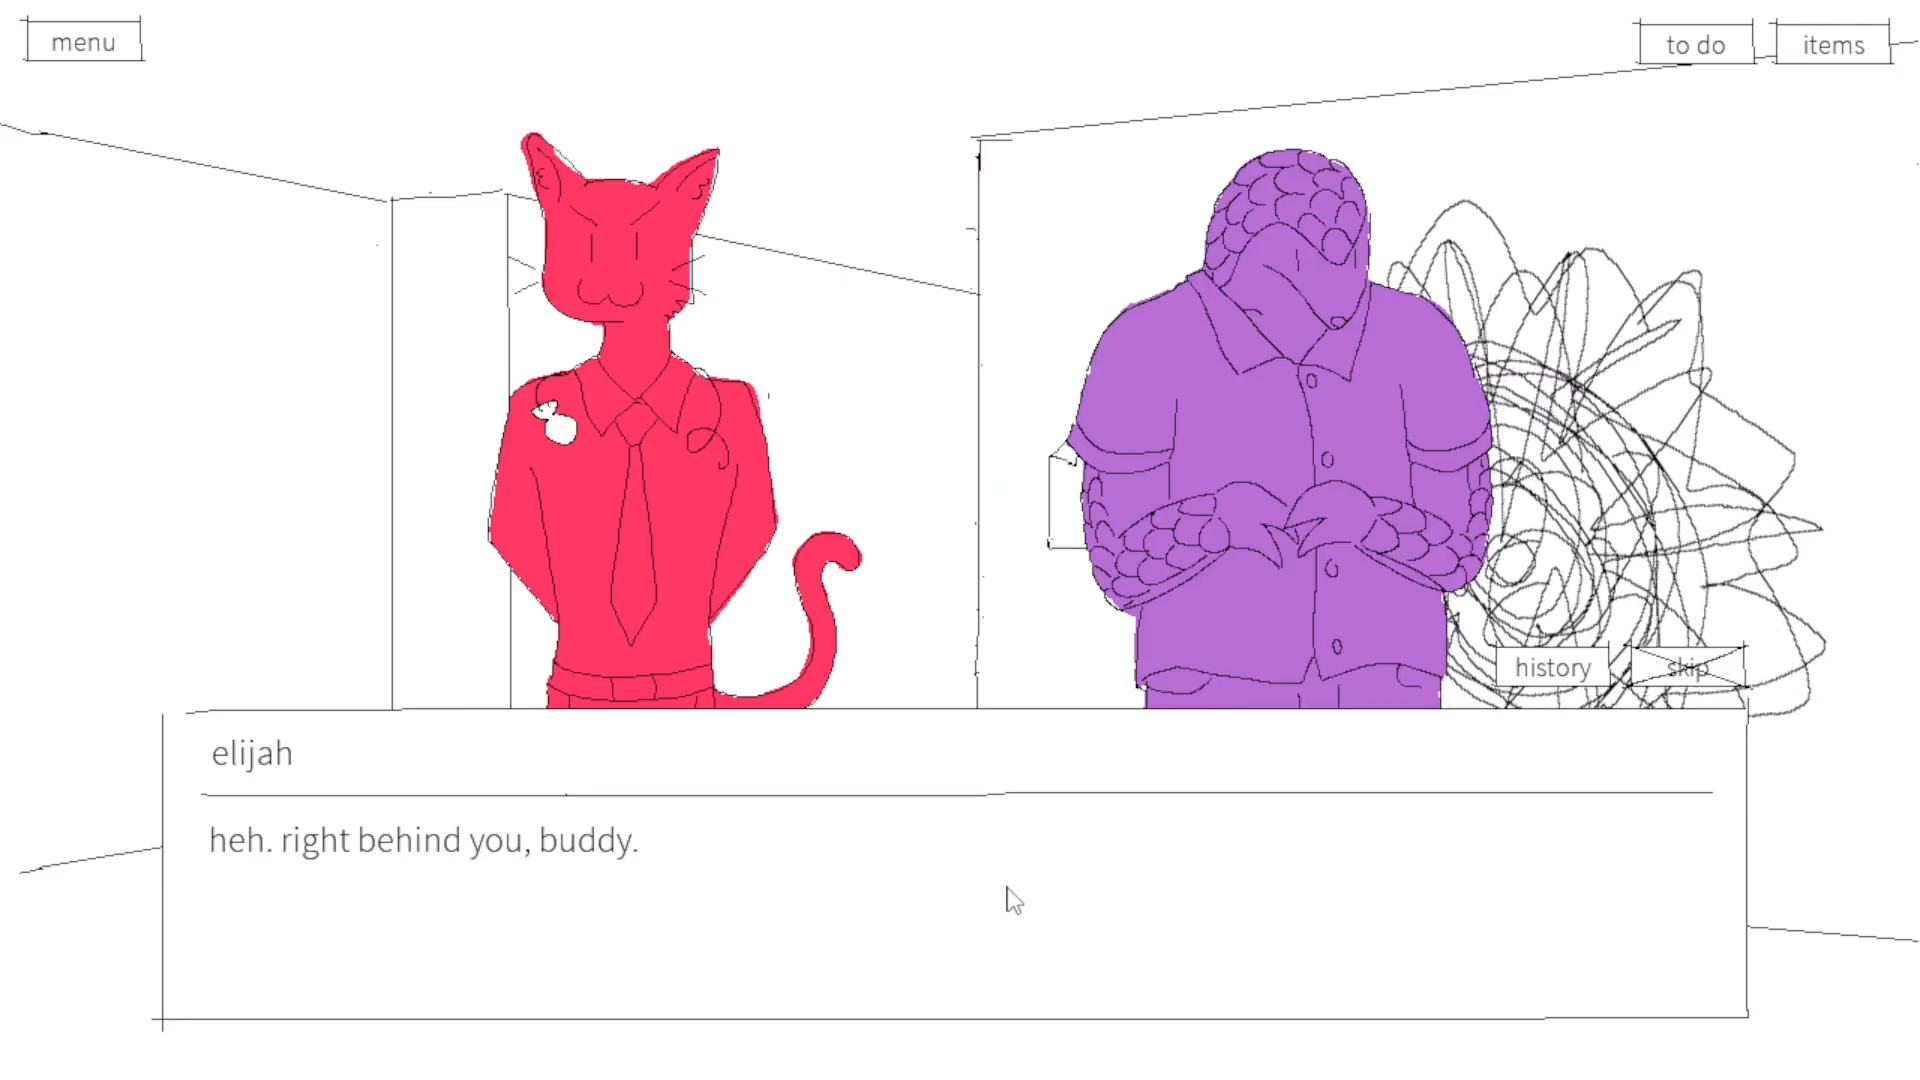 menu
to do
items
history
skip
elijah
heh. right behind you, buddy.